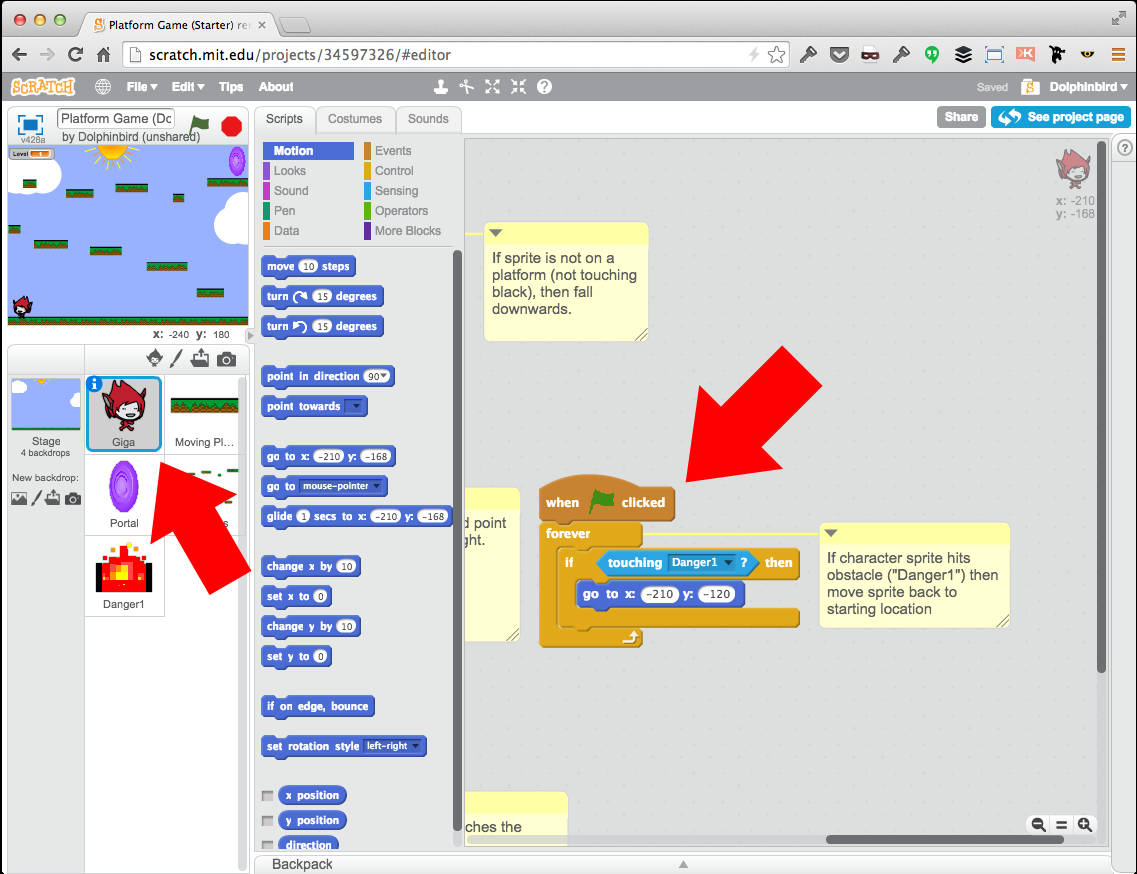 Platform Game (Starter) re
scratch.mit.edu/projects/34597326/#editor
SCRATCH
File
Edit
Tips
About
Saved
S
Dolphinbird
v428a
Platform Game (Do
by Dolphinbird (unshared)
Scripts
Costumes
Sounds
Share
See project page
Level
Motion
Looks
Sound
Pen
Data
Events
Control
Sensing
Operators
More Blocks
x: -210
y: -168
move 10 steps
turn 15 degrees
turn 15 degrees
point in direction 90
point towards
go to x: -210 y: -168
go to mouse-pointer
glide 1 secs to x: -210 y: -168
change x by 10
set x to 0
change y by 10
set y to 0
if on edge, bounce
set rotation style left-right
x position
y position
direction
x: -240 y: 180
Stage
4 backdrops
New backdrop:
Giga
Moving Pl...
Portal
Danger1
If sprite is not on a
platform (not touching
black), then fall
downwards.
d point
ght.
when clicked
forever
if touching Danger1 ? then
go to x: -210 y: -120
If character sprite hits
obstacle ("Danger1") then
move sprite back to
starting location
ches the
Backpack